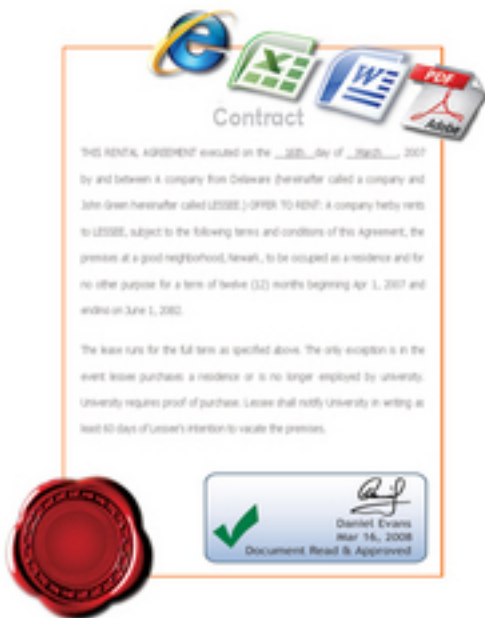 PDF
Adobe
Contract
THIS RENTAL AGREEMENT executed on the 16th day of March, 2007
by and between A company from Delaware (hereinafter called a company and
John Green hereinafter called LESSEE.) OFFER TO RENT: A company herby rents
to LESSEE, subject to the following terms and conditions of this Agreement, the
premises at a good neighborhood, Newark, to be occupied as a residence and for
no other purpose for a term of twelve (12) months beginning Apr 1, 2007 and
ending on June 1, 2002.
The lease runs for the full term as specified above. The only exception is in the
event lessee purchases a residence or is no longer employed by university.
University requires proof of purchase. Lessee shall notify University in writing as
least 60 days of Lessee's intention to vacate the premises.
Daniel Evans
Mar 16, 2008
Document Read & Approved